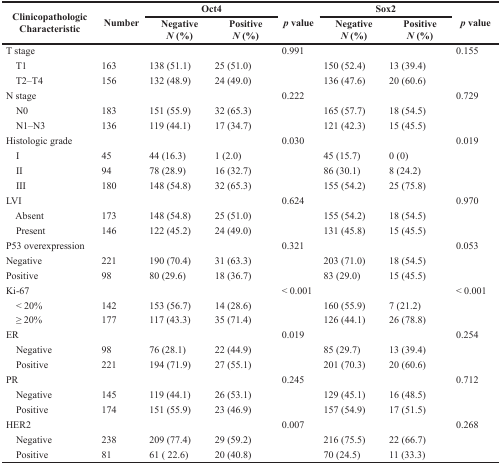 Clinicopathologic Characteristic Number Oct4 p value Sox2 p value
Negative N (%) Positive N (%) Negative N (%) Positive N (%)
T stage 0.991 0.155
T1 163 138 (51.1) 25 (51.0) 150 (52.4) 13 (39.4)
T2–T4 156 132 (48.9) 24 (49.0) 136 (47.6) 20 (60.6)
N stage 0.222 0.729
N0 183 151 (55.9) 32 (65.3) 165 (57.7) 18 (54.5)
N1–N3 136 119 (44.1) 17 (34.7) 121 (42.3) 15 (45.5)
Histologic grade 0.030 0.019
I 45 44 (16.3) 1 (2.0) 45 (15.7) 0 (0)
II 94 78 (28.9) 16 (32.7) 86 (30.1) 8 (24.2)
III 180 148 (54.8) 32 (65.3) 155 (54.2) 25 (75.8)
LVI 0.624 0.970
Absent 173 148 (54.8) 25 (51.0) 155 (54.2) 18 (54.5)
Present 146 122 (45.2) 24 (49.0) 131 (45.8) 15 (45.5)
P53 overexpression 0.321 0.053
Negative 221 190 (70.4) 31 (63.3) 203 (71.0) 18 (54.5)
Positive 98 80 (29.6) 18 (36.7) 83 (29.0) 15 (45.5)
Ki-67 < 0.001 < 0.001
< 20% 142 153 (56.7) 14 (28.6) 160 (55.9) 7 (21.2)
≥ 20% 177 117 (43.3) 35 (71.4) 126 (44.1) 26 (78.8)
ER 0.019 0.254
Negative 98 76 (28.1) 22 (44.9) 85 (29.7) 13 (39.4)
Positive 221 194 (71.9) 27 (55.1) 201 (70.3) 20 (60.6)
PR 0.245 0.712
Negative 145 119 (44.1) 26 (53.1) 129 (45.1) 16 (48.5)
Positive 174 151 (55.9) 23 (46.9) 157 (54.9) 17 (51.5)
HER2 0.007 0.268
Negative 238 209 (77.4) 29 (59.2) 216 (75.5) 22 (66.7)
Positive 81 61 ( 22.6) 20 (40.8) 70 (24.5) 11 (33.3)